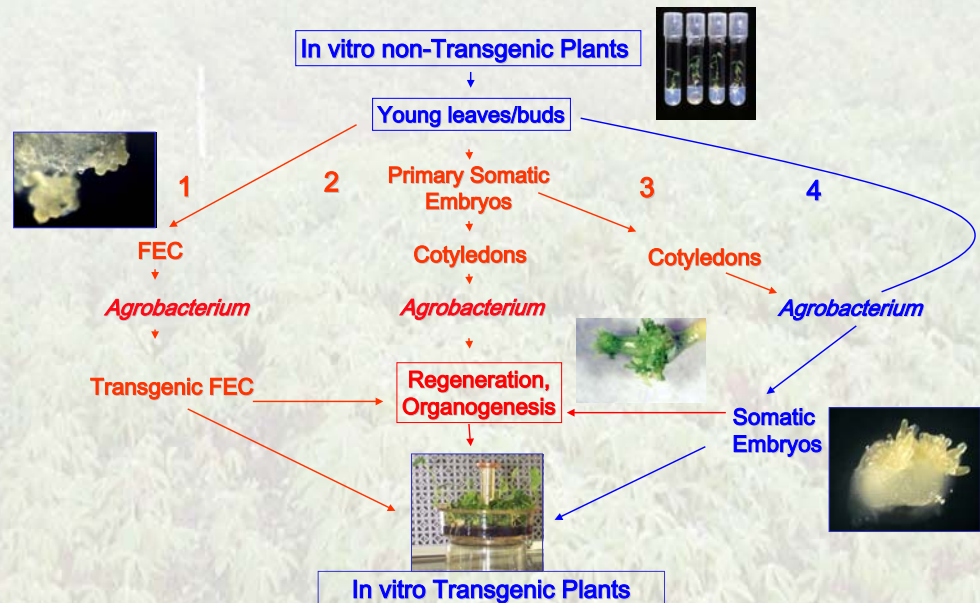 In vitro non-Transgenic Plants
Young leaves/buds
1
2
Primary Somatic
Embryos
3
4
FEC
Cotyledons
Cotyledons
Agrobacterium
Agrobacterium
Agrobacterium
Transgenic FEC
Regeneration,
Organogenesis
Somatic
Embryos
In vitro Transgenic Plants